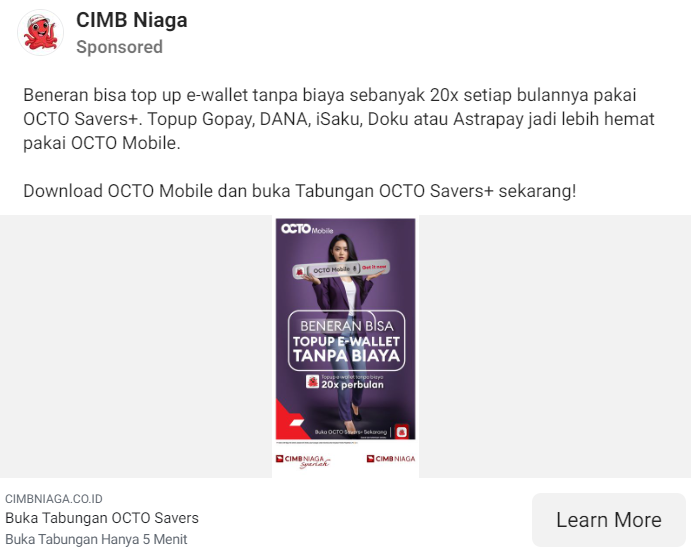 CIMB Niaga
Sponsored
Beneran bisa top up e-wallet tanpa biaya sebanyak 20x setiap bulannya pakai
OCTO Savers+. Topup Gopay, DANA, iSaku, Doku atau Astrapay jadi lebih hemat
pakai OCTO Mobile.
Download OCTO Mobile dan buka Tabungan OCTO Savers+ sekarang!
OCTO Mobile
OCTO Mobile Get it now
BENERAN BISA
TOPUP E-WALLET
TANPA BIAYA
Topup e-wallet tanpa biaya
20x perbulan
Buka OCTO Savers+ Sekarang
CIMB NIAGA Syariah
CIMB NIAGA
CIMBNIAGA.CO.ID
Buka Tabungan OCTO Savers
Buka Tabungan Hanya 5 Menit
Learn More